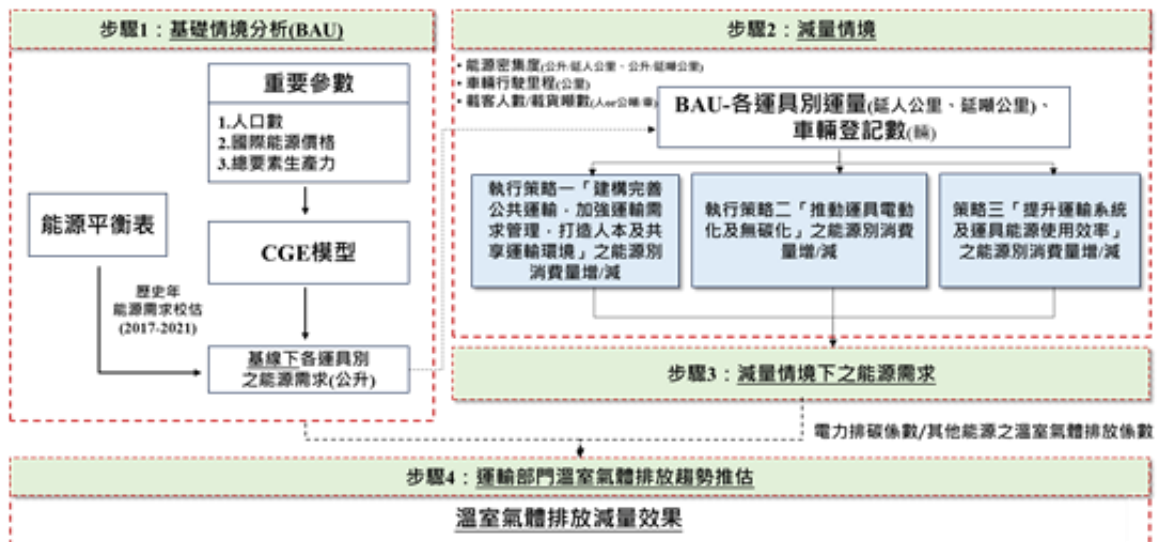 步驟1：基礎情境分析(BAU)
重要參數
1.人口數
2.國際能源價格
3.總要素生產力
能源平衡表
CGE模型
歷史年
能源需求校估
(2017-2021)
基線下各運具別
之能源需求(公升)
步驟2：減量情境
• 能源密集度(公升/延人公里、公升/延噸公里)
• 車輛行駛里程(公里)
• 載客人數/載貨噸數(人or公噸/車)
BAU-各運具別運量(延人公里、延噸公里)、
車輛登記數(輛)
執行策略一「建構完善
公共運輸，加強運輸需
求管理，打造人本及共
享運輸環境」之能源別
消費量增/減
執行策略二「推動運具電動
化及無碳化」之能源別消費
量增/減
策略三「提升運輸系統
及運具能源使用效率」
之能源別消費量增/減
步驟3：減量情境下之能源需求
電力排碳係數/其他能源之溫室氣體排放係數
步驟4：運輸部門溫室氣體排放趨勢推估
溫室氣體排放減量效果